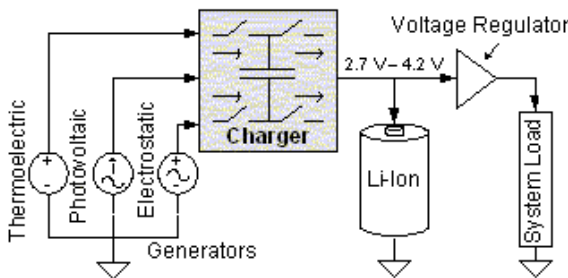 Voltage Regulator
2.7 V– 4.2 V
Charger
Thermoelectric
Photovoltaic
Electrostatic
Li-Ion
System Load
Generators